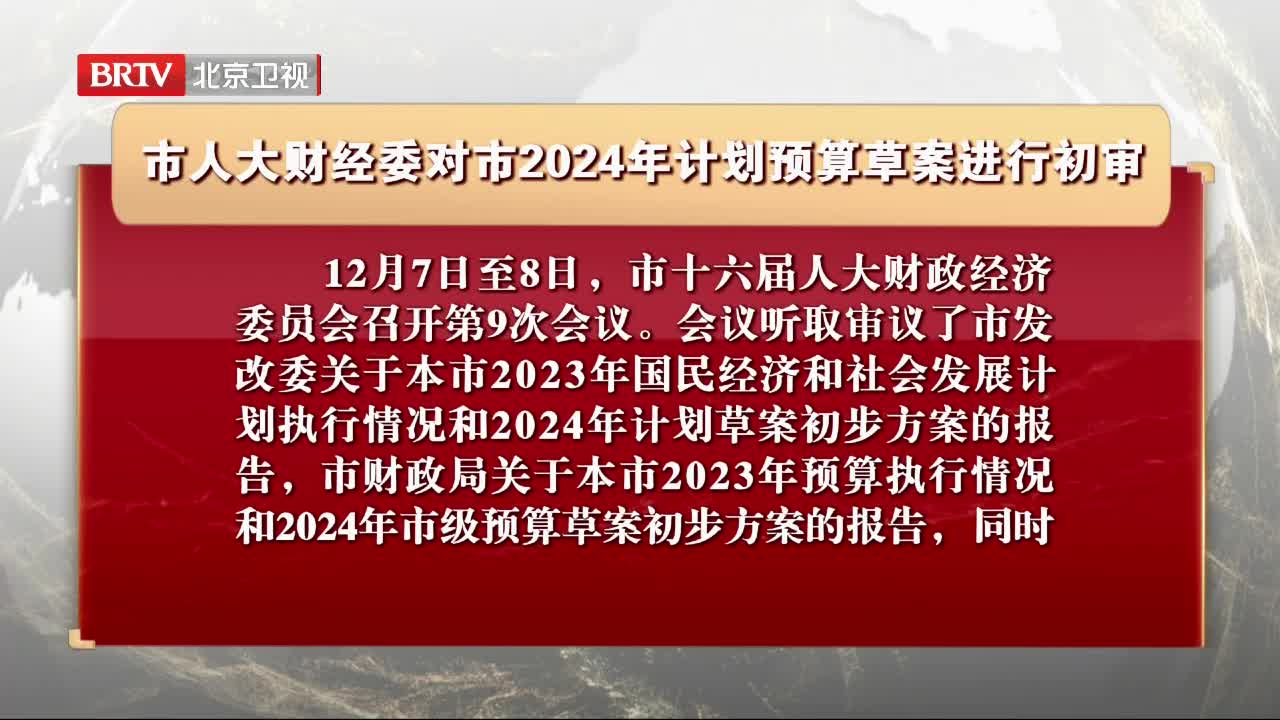 BRTV 北京卫视
市人大财经委对市2024年计划预算草案进行初审
12月7日至8日，市十六届人大财政经济
委员会召开第9次会议。会议听取审议了市发
改委关于本市2023年国民经济和社会发展计
划执行情况和2024年计划草案初步方案的报
告，市财政局关于本市2023年预算执行情况
和2024年市级预算草案初步方案的报告，同时